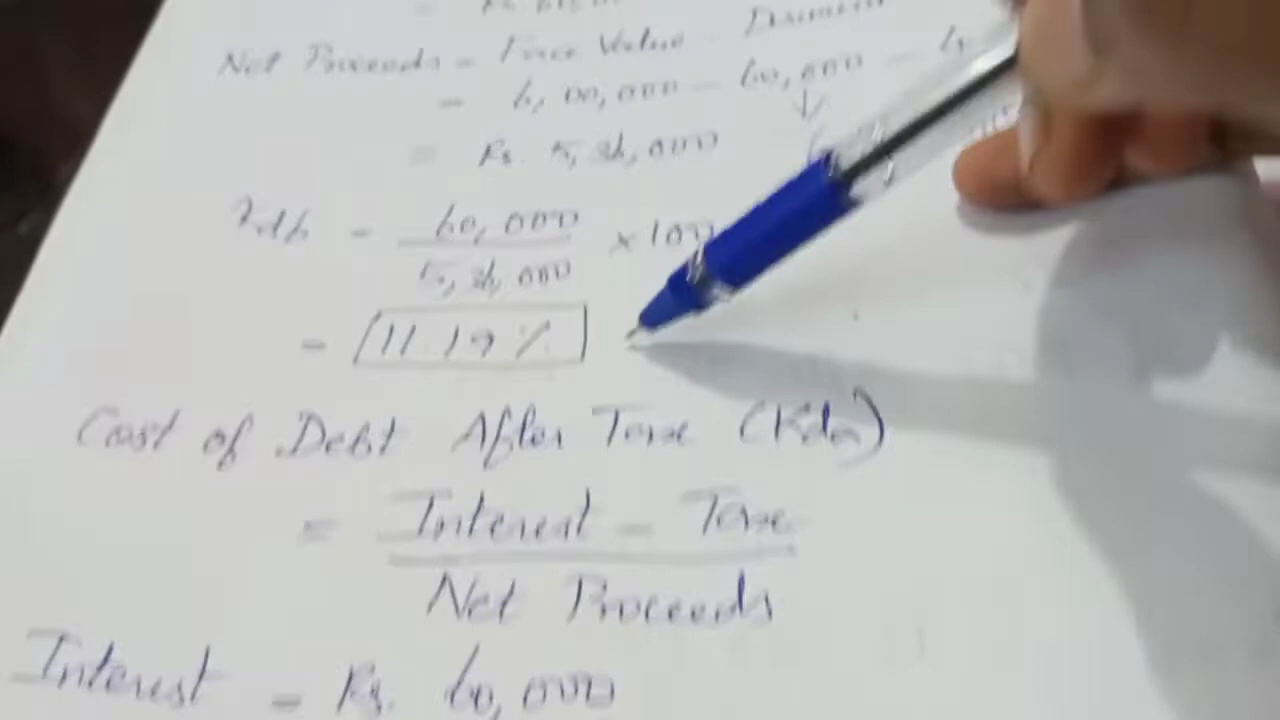 Net Proceeds = Face Value - Discount
= 6,00,000 - 60,000 - 4
= Rs. 5,36,000
Kdb = 60,000
5,36,000
× 100
= 11.19%
Cost of Debt After Tax (Kda)
= Interest - Tax
Net Proceeds
Interest = Rs. 60,000